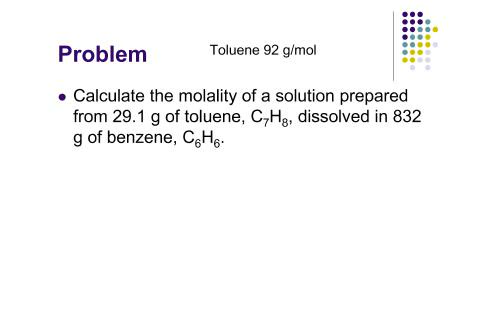 Problem
Toluene 92 g/mol
● Calculate the molality of a solution prepared
from 29.1 g of toluene, C₇H₈, dissolved in 832
g of benzene, C₆H₆.